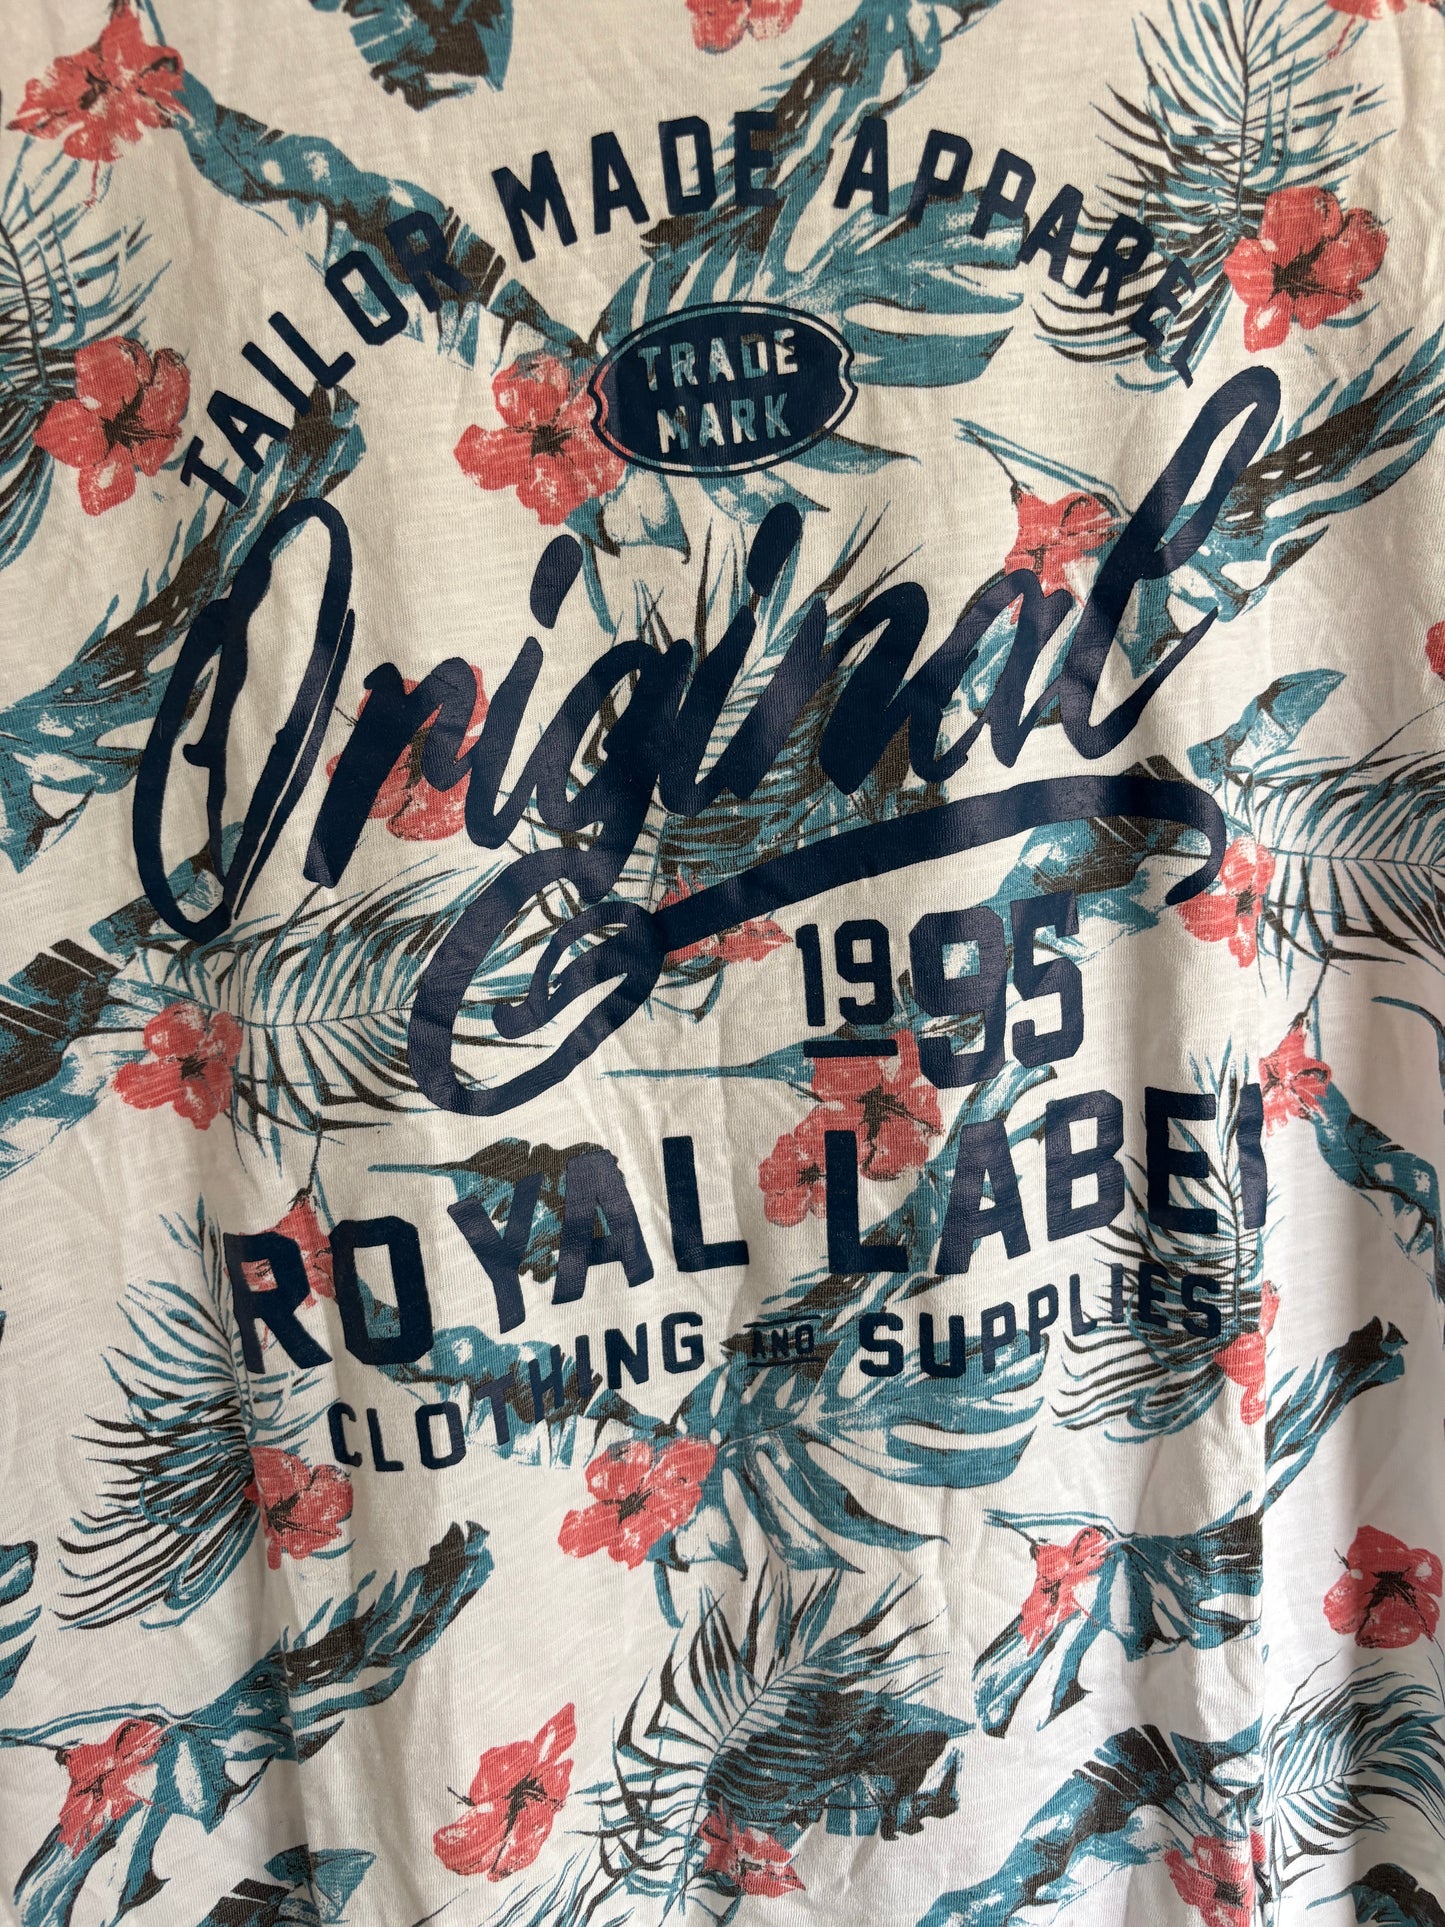 TAILOR MADE APPAREL
TRADE
MARK
Original
1995
ROYAL LABEL
CLOTHING AND SUPPLIES